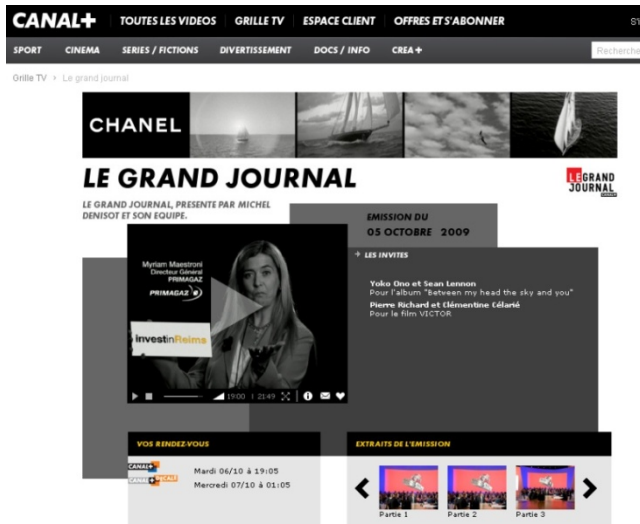 CANAL+ TOUTES LES VIDEOS GRILLE TV ESPACE CLIENT OFFRES ET S'ABONNER
SPORT CINEMA SERIES / FICTIONS DIVERTISSEMENT DOCS / INFO CREA+ Recherche
Grille TV > Le grand journal
CHANEL
LE GRAND JOURNAL
LE GRAND JOURNAL CANAL+
LE GRAND JOURNAL, PRESENTE PAR MICHEL
DENISOT ET SON EQUIPE.
EMISSION DU
05 OCTOBRE 2009
+ LES INVITES
Yoko Ono et Sean Lennon
Pour l'album "Between my head the sky and you"
Pierre Richard et Clémentine Célarié
Pour le film VICTOR
Myriam Maestroni
Directeur Général
PRIMAGAZ
PRIMAGAZ
InvestinReims
19:00 | 21:49
VOS RENDEZ-VOUS
CANAL+
CANAL+ DECALE
Mardi 06/10 à 19:05
Mercredi 07/10 à 01:05
EXTRAITS DE L'EMISSION
Partie 1 Partie 2 Partie 3